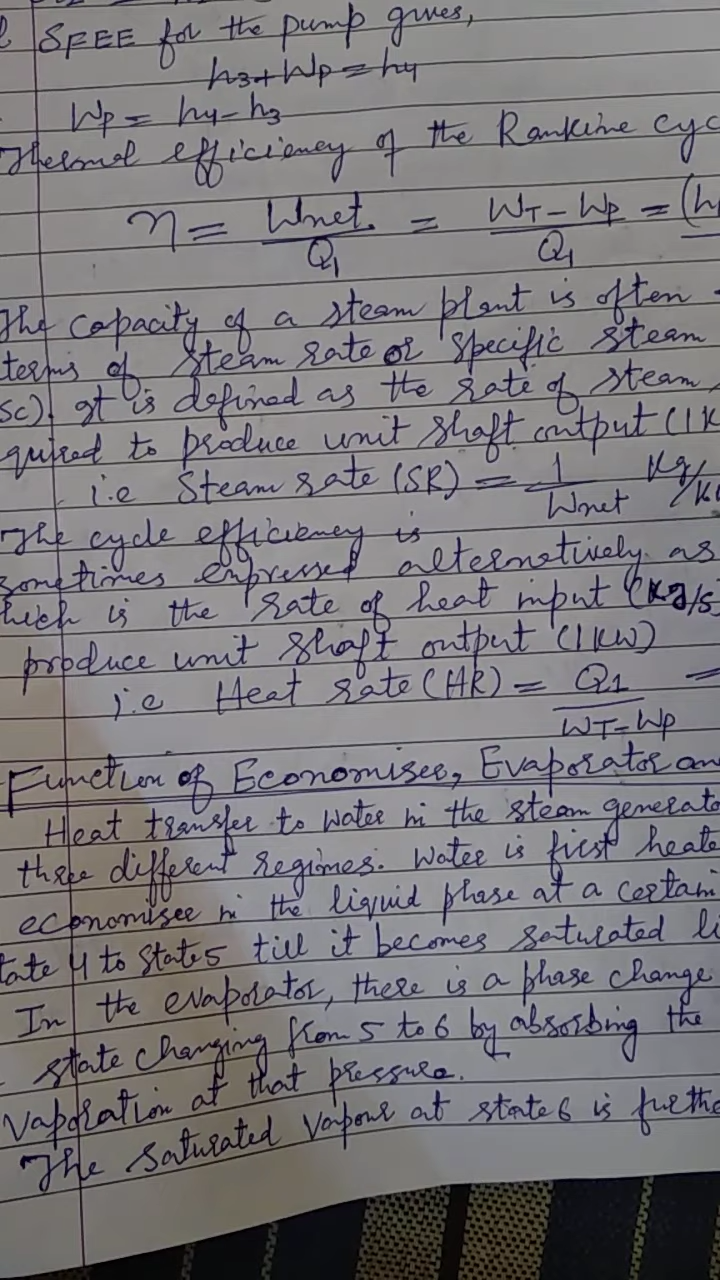 SFEE for the pump gives,
h3+Wp=h4
Wp = h4-h3
Thermal efficiency of the Rankine cyc
η = Wnet. / Q1 = WT - Wp / Q1 = (h
The capacity of a steam plant is often
terms of steam rate or specific steam
sc). It is defined as the rate of steam
quired to produce unit shaft output (1K
i.e Steam rate (SR) = 1 / Wnet Kg/
The cycle efficiency is
sometimes expressed alternatively as
hich is the rate of heat input (Kg/s
produce unit shaft output (1KW)
i.e Heat rate (HR) = Q1 / WT-Wp =
Function of Economiser, Evaporator an
Heat transfer to water in the steam generato
three different regimes. Water is first heate
economiser in the liquid phase at a certain
tate 4 to state 5 till it becomes saturated li
In the evaporator, there is a phase change
state changing from 5 to 6 by absorbing the
vaporation at that pressure.
The saturated vapour at state 6 is furthe